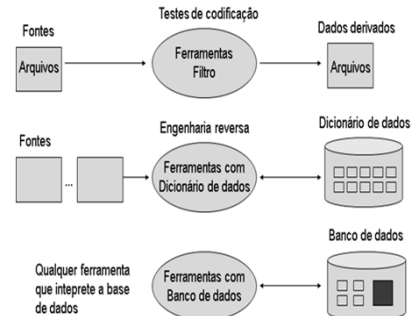 Testes de codificação
Fontes
Dados derivados
Arquivos
Ferramentas
Filtro
Arquivos
Engenharia reversa
Dicionário de dados
Fontes
...
Ferramentas com
Dicionário de dados
Banco de dados
Qualquer ferramenta
que inteprete a base
de dados
Ferramentas com
Banco de dados